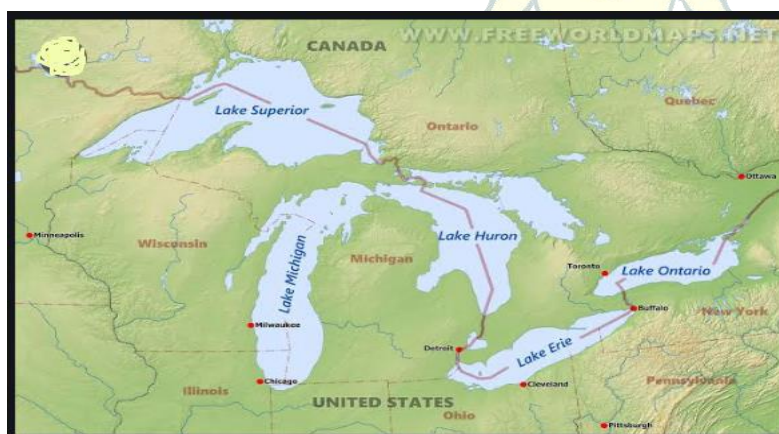 WWW.FREEWORLDMAPS.NET
CANADA
Quebec
Lake Superior
Ontario
Ottawa
Minneapolis
Wisconsin
Lake Michigan
Michigan
Lake Huron
Toronto
Lake Ontario
Buffalo
New York
Milwaukee
Detroit
Lake Erie
Chicago
Cleveland
Illinois
Pennsylvania
UNITED STATES
Ohio
Pittsburgh